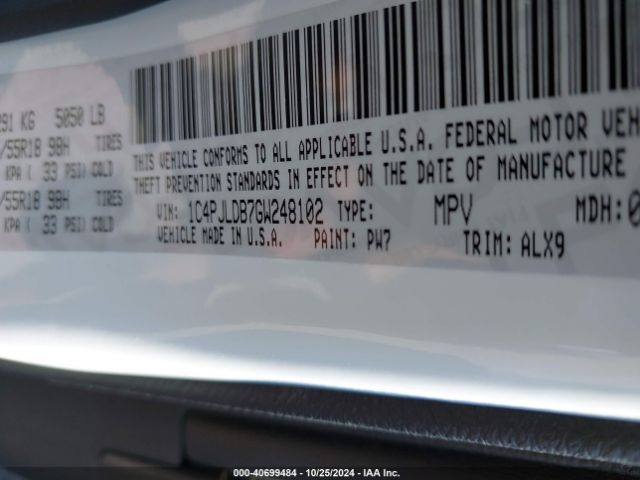 291 KG 5050 LB
/55R18 98H TIRES
KPA ( 33 PSI) COLD
/55R18 98H TIRES
KPA ( 33 PSI) COLD
THIS VEHICLE CONFORMS TO ALL APPLICABLE U.S.A. FEDERAL MOTOR VEH
THEFT PREVENTION STANDARDS IN EFFECT ON THE DATE OF MANUFACTURE
VIN: 1C4PJLDB7GW248102 TYPE: MPV MDH:0
VEHICLE MADE IN U.S.A. PAINT: PW7 TRIM: ALX9
000-40699484 - 10/25/2024 - IAA Inc.